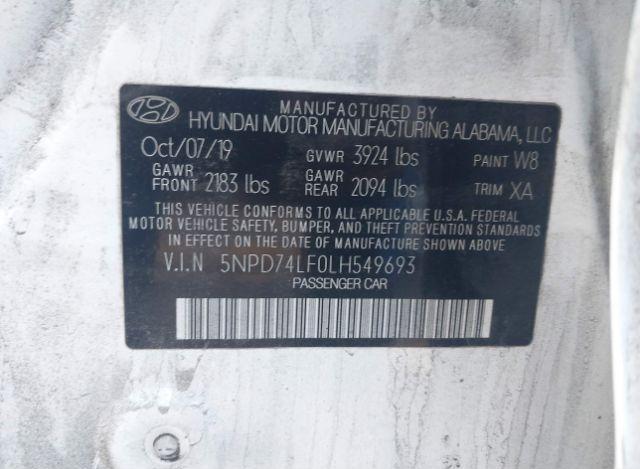 MANUFACTURED BY
HYUNDAI MOTOR MANUFACTURING ALABAMA, LLC
Oct/07/19 GVWR 3924 lbs PAINT W8
GAWR FRONT 2183 lbs GAWR REAR 2094 lbs TRIM XA
THIS VEHICLE CONFORMS TO ALL APPLICABLE U.S.A. FEDERAL
MOTOR VEHICLE SAFETY, BUMPER, AND THEFT PREVENTION STANDARDS
IN EFFECT ON THE DATE OF MANUFACTURE SHOWN ABOVE
V.I.N 5NPD74LF0LH549693
PASSENGER CAR